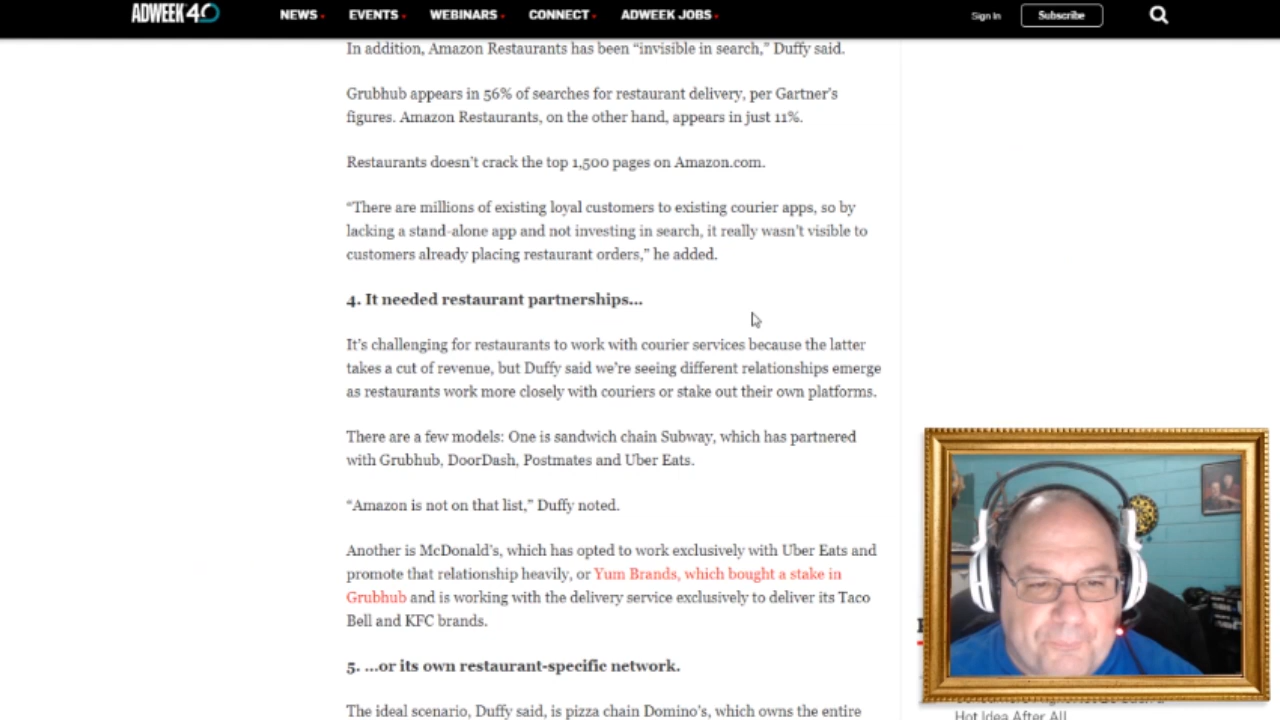 ADWEEK 40 NEWS EVENTS WEBINARS CONNECT ADWEEK JOBS Sign In Subscribe
In addition, Amazon Restaurants has been “invisible in search,” Duffy said.
Grubhub appears in 56% of searches for restaurant delivery, per Gartner’s
figures. Amazon Restaurants, on the other hand, appears in just 11%.
Restaurants doesn’t crack the top 1,500 pages on Amazon.com.
“There are millions of existing loyal customers to existing courier apps, so by
lacking a stand-alone app and not investing in search, it really wasn’t visible to
customers already placing restaurant orders,” he added.
4. It needed restaurant partnerships…
It’s challenging for restaurants to work with courier services because the latter
takes a cut of revenue, but Duffy said we’re seeing different relationships emerge
as restaurants work more closely with couriers or stake out their own platforms.
There are a few models: One is sandwich chain Subway, which has partnered
with Grubhub, DoorDash, Postmates and Uber Eats.
“Amazon is not on that list,” Duffy noted.
Another is McDonald’s, which has opted to work exclusively with Uber Eats and
promote that relationship heavily, or Yum Brands, which bought a stake in
Grubhub and is working with the delivery service exclusively to deliver its Taco
Bell and KFC brands.
5. …or its own restaurant-specific network.
The ideal scenario, Duffy said, is pizza chain Domino’s, which owns the entire
Hot Idea After All